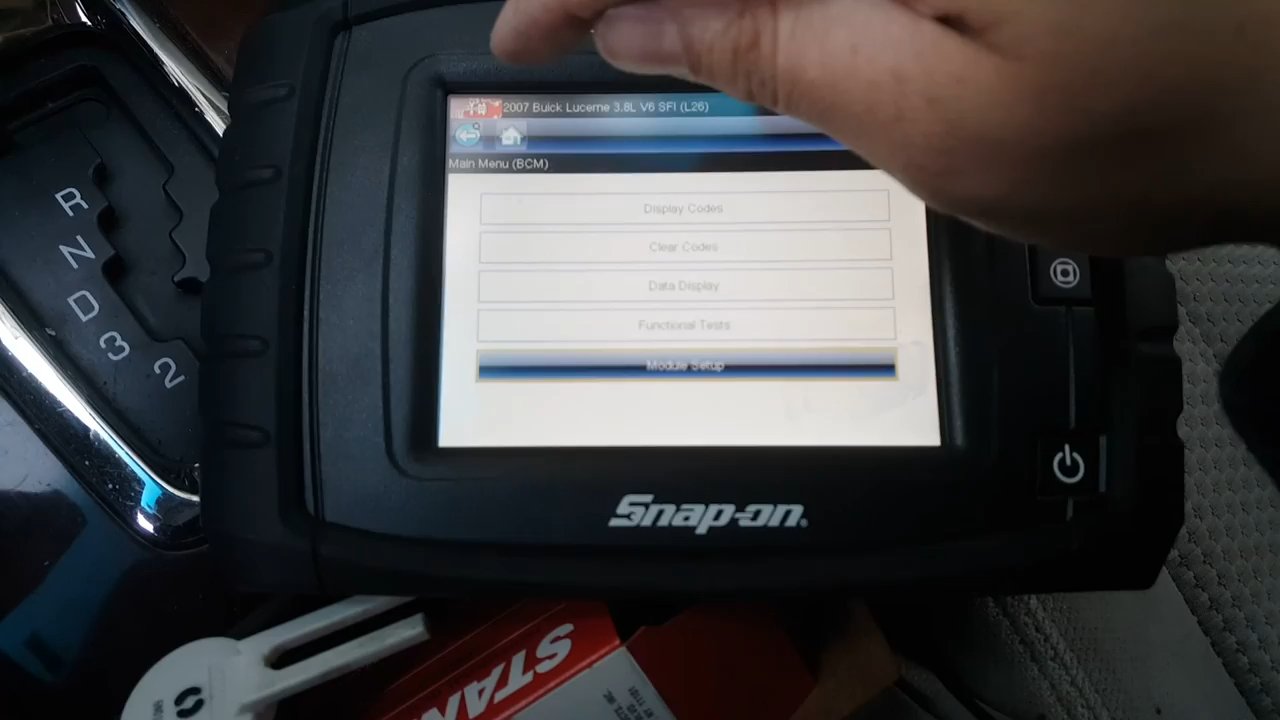 2007 Buick Lucerne 3.8L V6 SFI (L26)
Main Menu (BCM)
Display Codes
Clear Codes
Data Display
Functional Tests
Module Setup
Snap-on
R
N
D
3
2
STAN